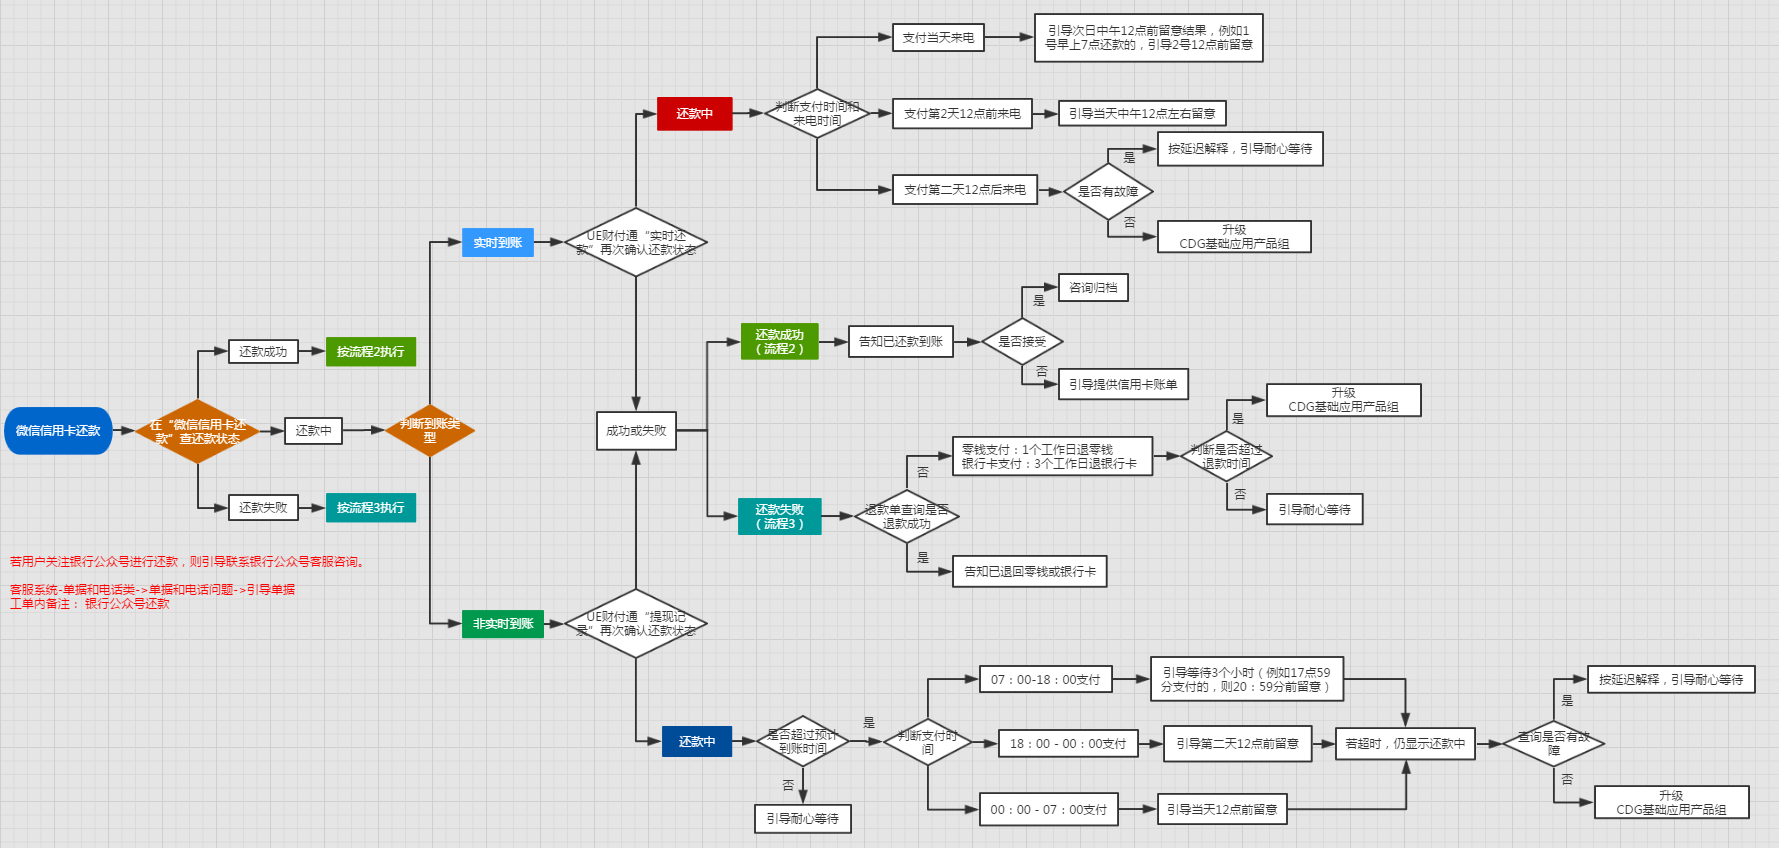 微信信用卡还款
在“微信信用卡还
款”查还款状态
还款成功
按流程2执行
还款中
还款失败
按流程3执行
判断到账类
型
若用户关注银行公众号进行还款，则引导联系银行公众号客服咨询。
客服系统-单据和电话类->单据和电话问题->引导单据
工单内备注： 银行公众号还款
实时到账
UE财付通“实时还
款”再次确认还款状态
还款中
判断支付时间和
来电时间
支付当天来电
引导次日中午12点前留意结果，例如1
号早上7点还款的，引导2号12点前留意
支付第2天12点前来电
引导当天中午12点左右留意
支付第二天12点后来电
是否有故障
是
按延迟解释，引导耐心等待
否
升级
CDG基础应用产品组
成功或失败
还款成功
（流程2）
告知已还款到账
是否接受
是
咨询归档
否
引导提供信用卡账单
还款失败
（流程3）
退款单查询是否
退款成功
否
零钱支付：1个工作日退零钱
银行卡支付：3个工作日退银行卡
判断是否超过
退款时间
是
升级
CDG基础应用产品组
否
引导耐心等待
是
告知已退回零钱或银行卡
非实时到账
UE财付通“提现记
录”再次确认还款状态
还款中
是否超过预计
到账时间
否
引导耐心等待
是
判断支付时
间
07：00-18：00支付
引导等待3个小时（例如17点59
分支付的，则20：59分前留意）
18：00 - 00：00支付
引导第二天12点前留意
00：00 - 07：00支付
引导当天12点前留意
若超时，仍显示还款中
查询是否有故
障
是
按延迟解释，引导耐心等待
否
升级
CDG基础应用产品组